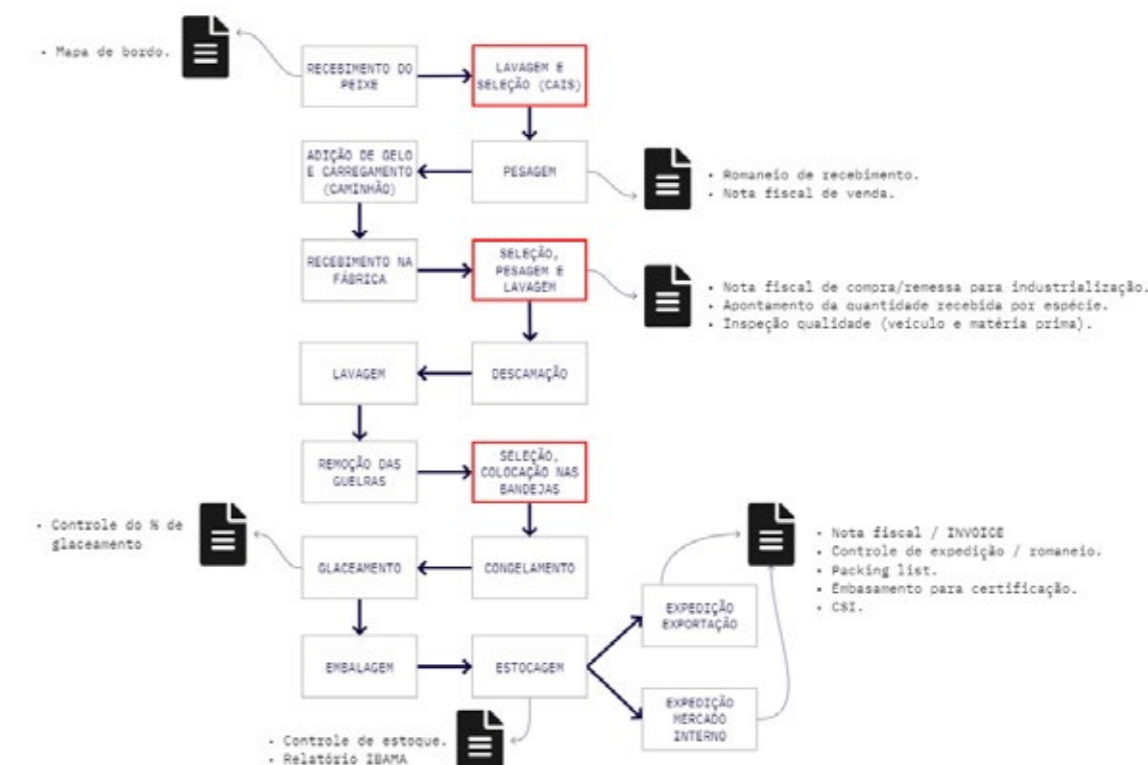 • Mapa de bordo.
RECEBIMENTO DO
PEIXE
LAVAGEM E
SELEÇÃO (CAIS)
ADIÇÃO DE GELO
E CARREGAMENTO
(CAMINHÃO)
PESAGEM
• Romaneio de recebimento.
• Nota fiscal de venda.
RECEBIMENTO NA
FÁBRICA
SELEÇÃO,
PESAGEM E
LAVAGEM
• Nota fiscal de compra/remessa para industrialização.
• Apontamento da quantidade recebida por espécie.
• Inspeção qualidade (veículo e matéria prima).
LAVAGEM
DESCAMAÇÃO
REMOÇÃO DAS
GUELRAS
SELEÇÃO,
COLOCAÇÃO NAS
BANDEJAS
• Controle do % de
glaceamento
GLACEAMENTO
CONGELAMENTO
• Nota fiscal / INVOICE
• Controle de expedição / romaneio.
• Packing list.
• Embasamento para certificação.
• CSI.
EXPEDIÇÃO
EXPORTAÇÃO
EMBALAGEM
ESTOCAGEM
EXPEDIÇÃO
MERCADO
INTERNO
• Controle de estoque.
• Relatório IBAMA